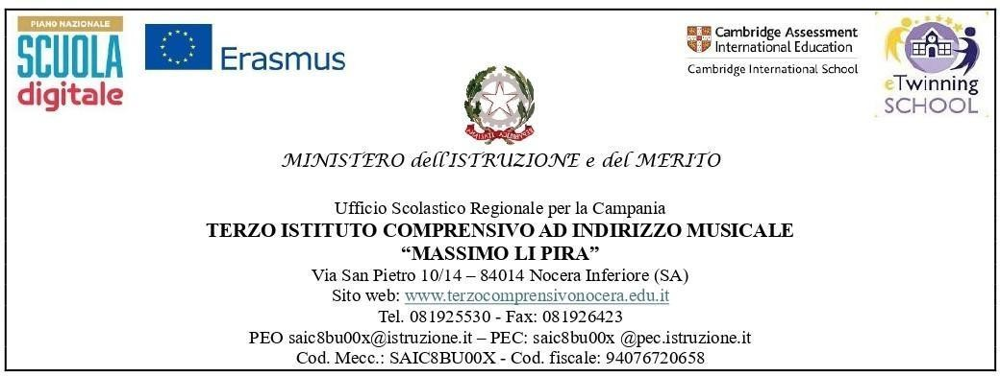 PIANO NAZIONALE
SCUOLA
digitale
Erasmus
Cambridge Assessment
International Education
Cambridge International School
eTwinning
SCHOOL
MINISTERO dell'ISTRUZIONE e del MERITO
Ufficio Scolastico Regionale per la Campania
TERZO ISTITUTO COMPRENSIVO AD INDIRIZZO MUSICALE
“MASSIMO LI PIRA”
Via San Pietro 10/14 – 84014 Nocera Inferiore (SA)
Sito web: www.terzocomprensivonocera.edu.it
Tel. 081925530 - Fax: 081926423
PEO saic8bu00x@istruzione.it – PEC: saic8bu00x @pec.istruzione.it
Cod. Mecc.: SAIC8BU00X - Cod. fiscale: 94076720658